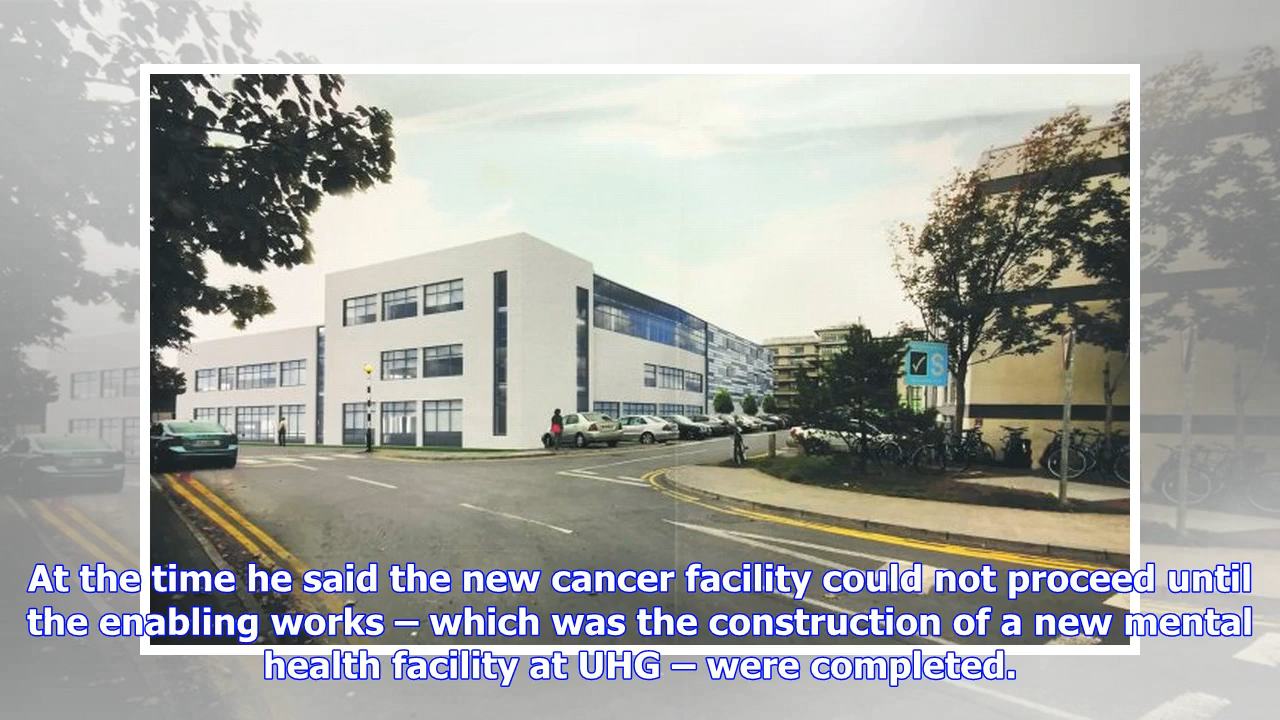 S
At the time he said the new cancer facility could not proceed until
the enabling works – which was the construction of a new mental
health facility at UHG – were completed.